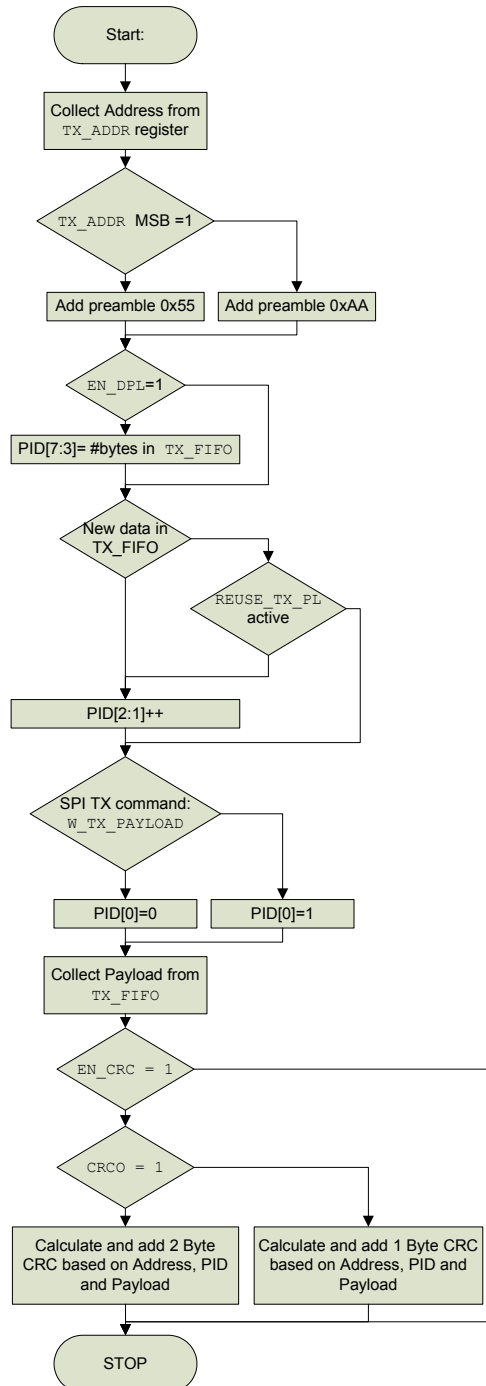 Start:
Collect Address from
TX_ADDR register
TX_ADDR MSB =1
Add preamble 0x55
Add preamble 0xAA
EN_DPL=1
PID[7:3]= #bytes in TX_FIFO
New data in
TX_FIFO
REUSE_TX_PL
active
PID[2:1]++
SPI TX command:
W_TX_PAYLOAD
PID[0]=0
PID[0]=1
Collect Payload from
TX_FIFO
EN_CRC = 1
CRCO = 1
Calculate and add 2 Byte
CRC based on Address, PID
and Payload
Calculate and add 1 Byte CRC
based on Address, PID and
Payload
STOP